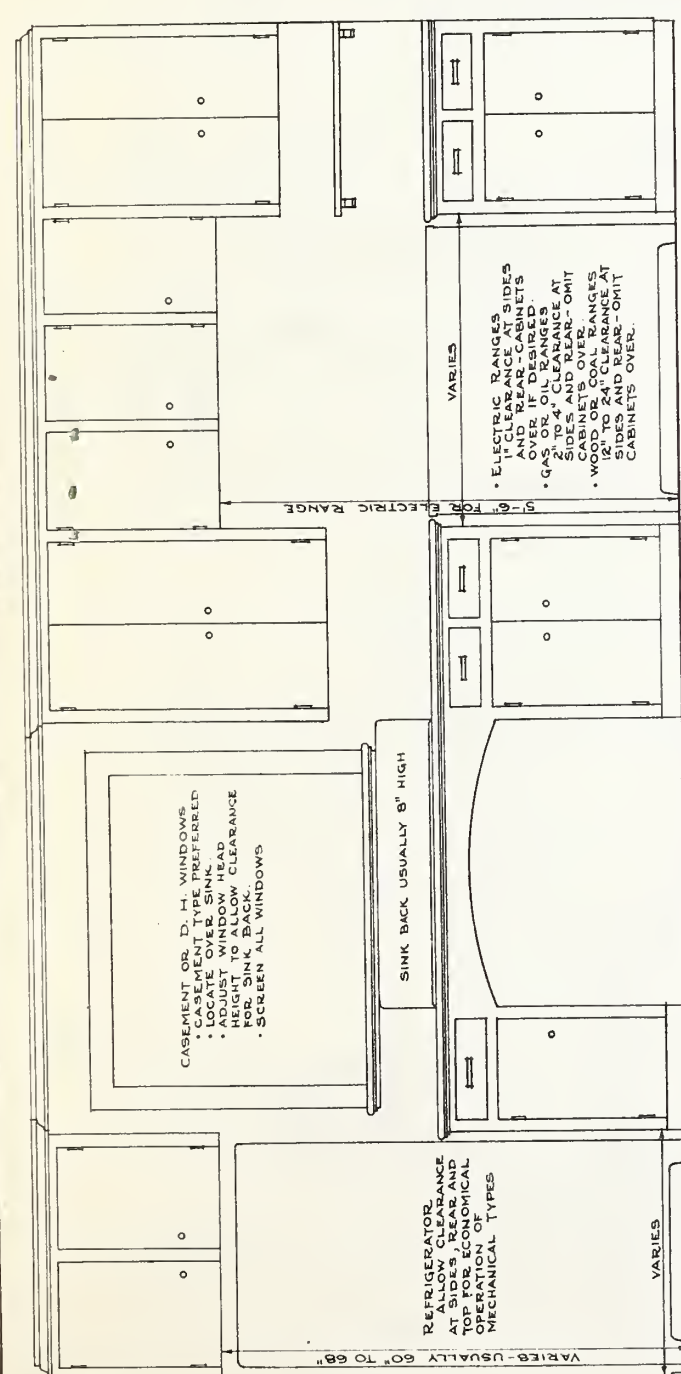 REFRIGERATOR
ALLOW CLEARANCE
AT SIDES, REAR AND
TOP FOR ECONOMICAL
OPERATION OF
MECHANICAL TYPES
VARIES-USUALLY 60" TO 68"
VARIES
CASEMENT OR D. H. WINDOWS
• CASEMENT TYPE PREFERRED
• LOCATE OVER SINK.
• ADJUST WINDOW HEAD
HEIGHT TO ALLOW CLEARANCE
FOR SINK BACK.
• SCREEN ALL WINDOWS
SINK BACK USUALLY 8" HIGH
5'-6" FOR ELECTRIC RANGE
VARIES
• ELECTRIC RANGES
1" CLEARANCE AT SIDES
AND REAR-CABINETS
OVER IF DESIRED.
• GAS OR OIL RANGES
2" TO 4" CLEARANCE AT
SIDES AND REAR-OMIT
CABINETS OVER.
• WOOD OR COAL RANGES
12" TO 24" CLEARANCE AT
SIDES AND REAR-OMIT
CABINETS OVER.